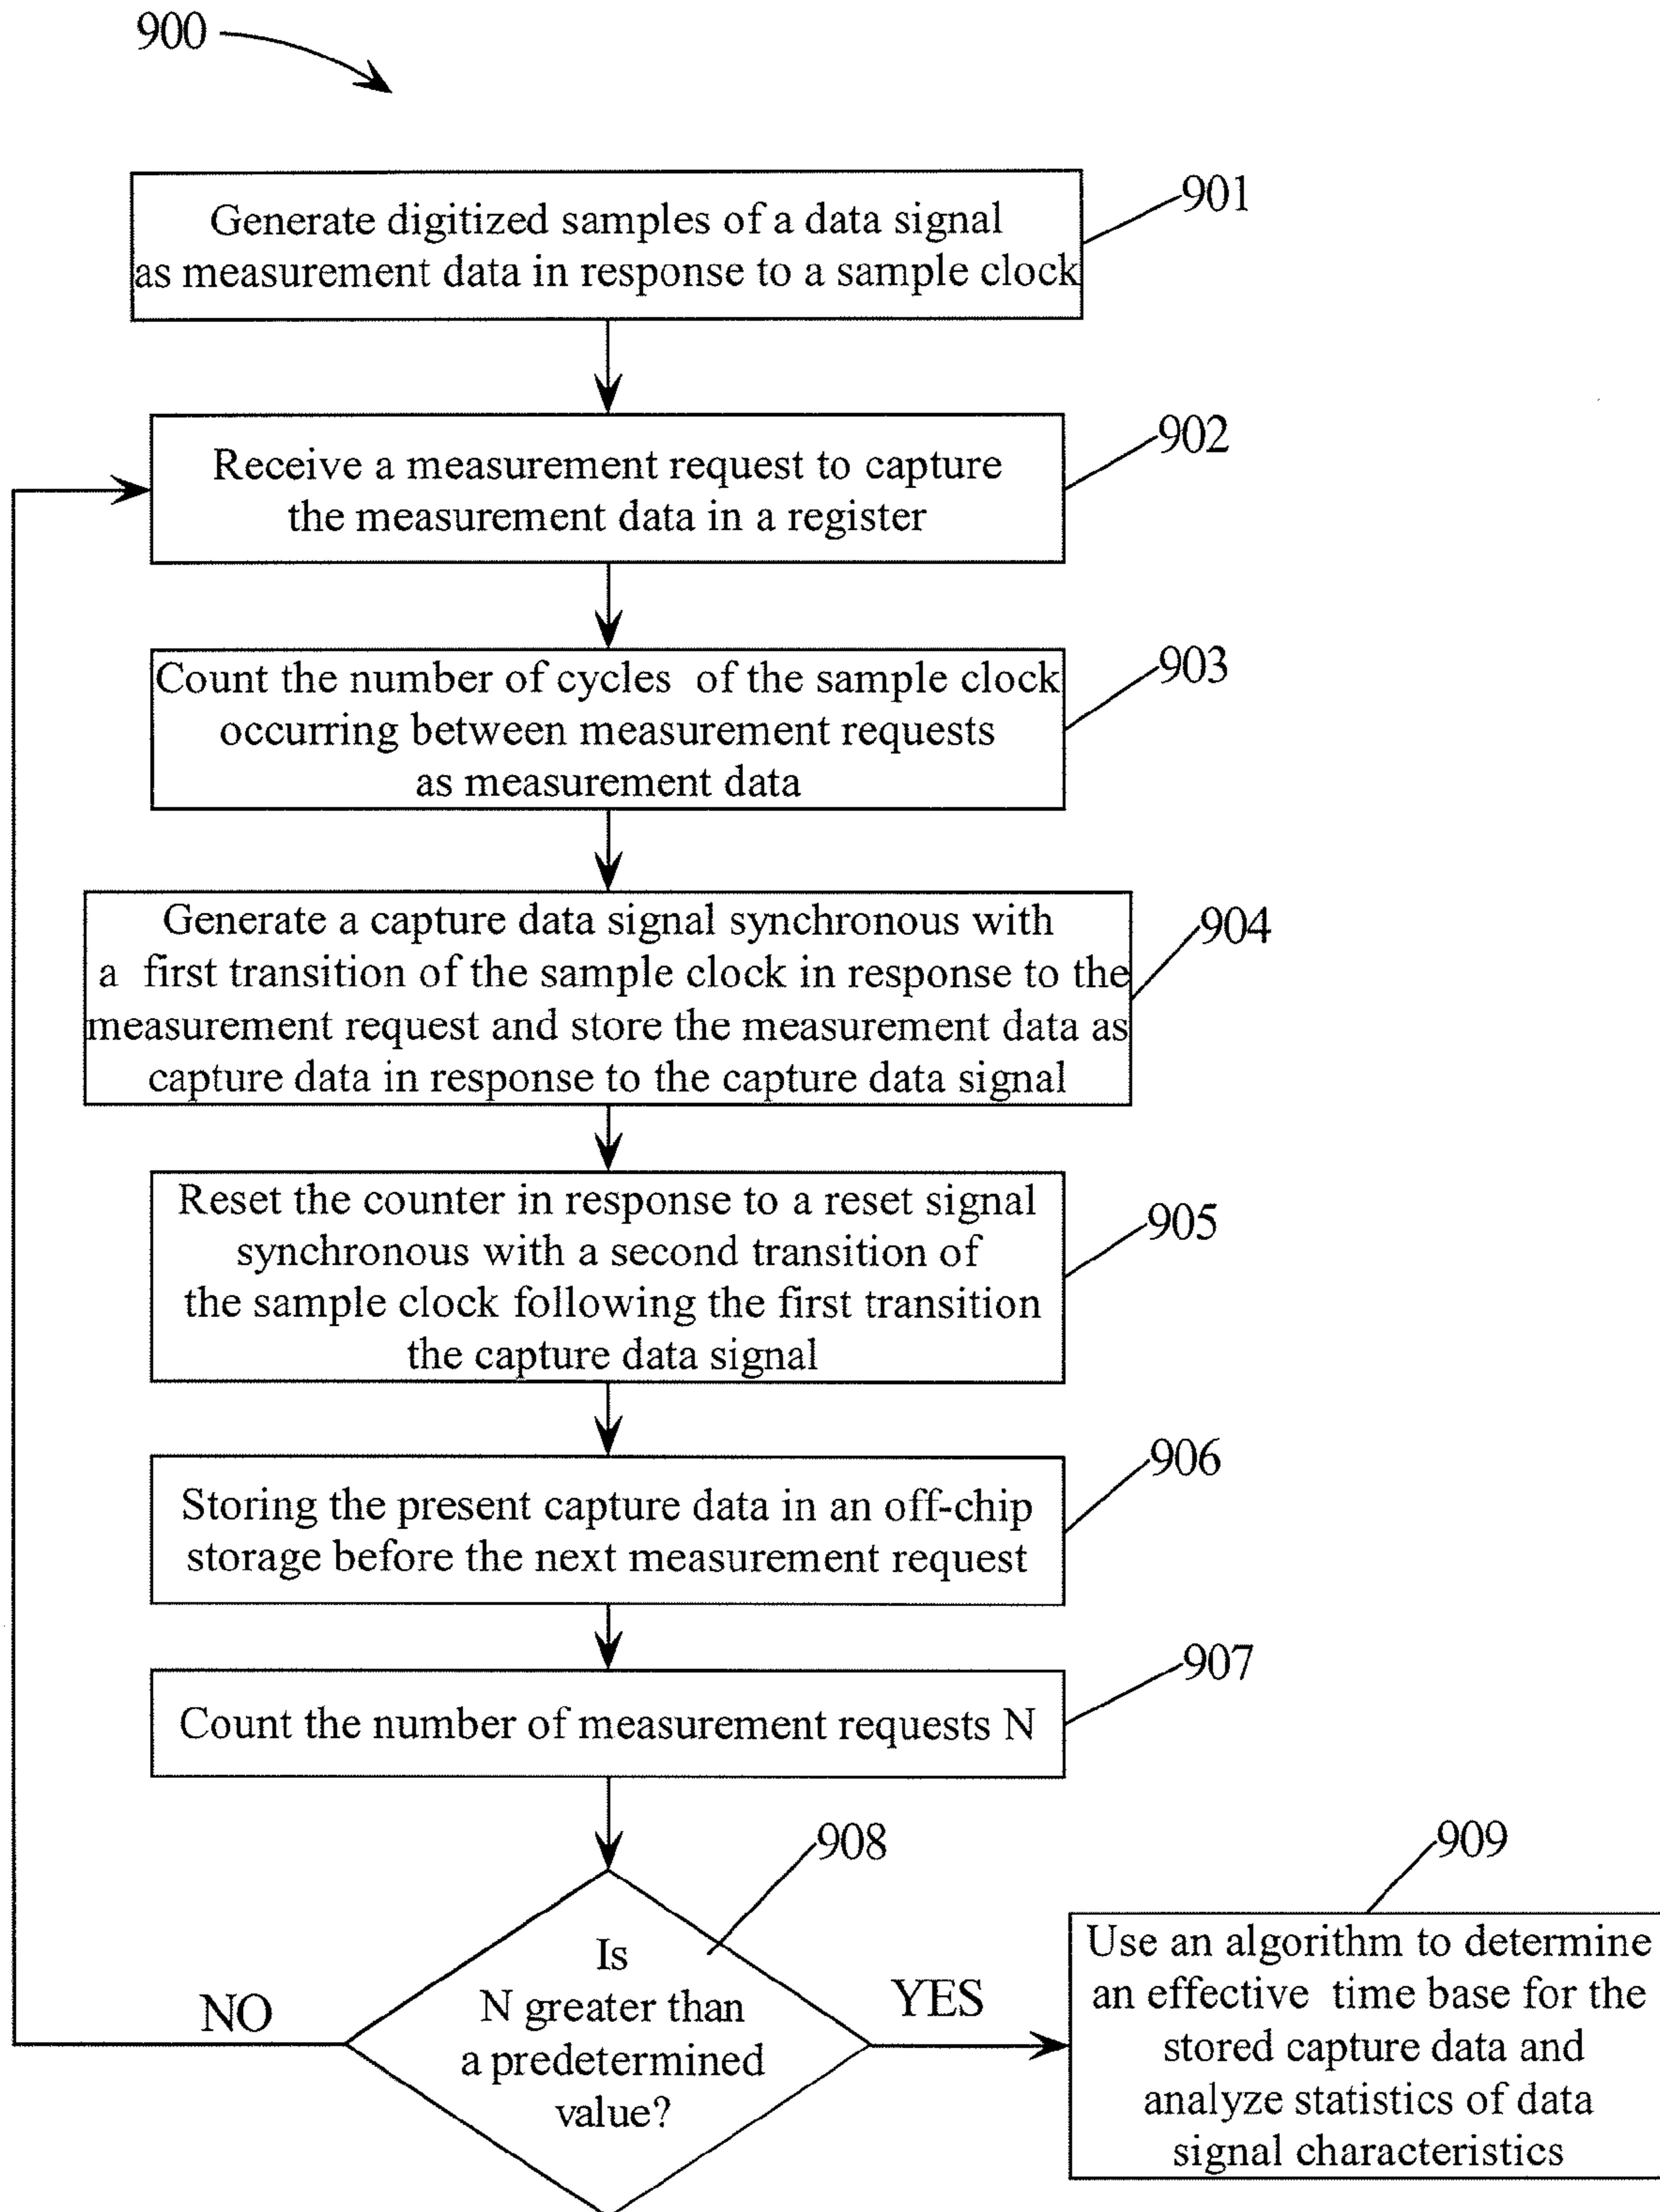 900
Generate digitized samples of a data signal
as measurement data in response to a sample clock
901
Receive a measurement request to capture
the measurement data in a register
902
Count the number of cycles of the sample clock
occurring between measurement requests
as measurement data
903
Generate a capture data signal synchronous with
a first transition of the sample clock in response to the
measurement request and store the measurement data as
capture data in response to the capture data signal
904
Reset the counter in response to a reset signal
synchronous with a second transition of
the sample clock following the first transition
the capture data signal
905
Storing the present capture data in an off-chip
storage before the next measurement request
906
Count the number of measurement requests N
907
Is
N greater than
a predetermined
value?
908
NO
YES
Use an algorithm to determine
an effective time base for the
stored capture data and
analyze statistics of data
signal characteristics
909